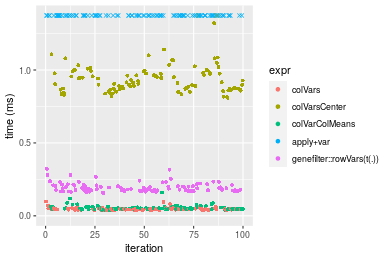 expr
colVars
colVarsCenter
colVarColMeans
apply+var
genefilter::rowVars(t(.))
time (ms)
1.0
0.5
0.0
0
25
50
75
100
iteration